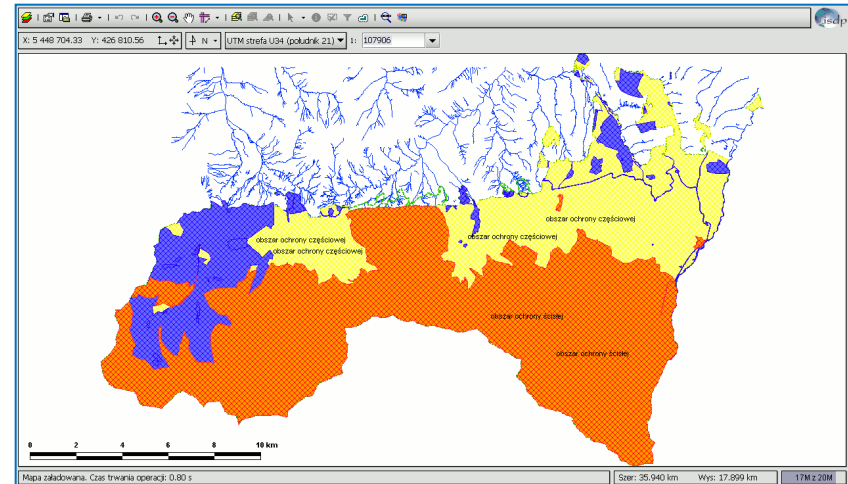 jsdp
X: 5 448 704.33 Y: 426 810.56
N
UTM strefa U34 (południk 21)
1:
107906
obszar ochrony częściowej
obszar ochrony częściowej
obszar ochrony częściowej
obszar ochrony częściowej
obszar ochrony ścisłej
obszar ochrony ścisłej
0 2 4 6 8 10 km
Mapa załadowana. Czas trwania operacji: 0.80 s
Szer: 35.940 km Wys: 17.899 km
17M z 20M